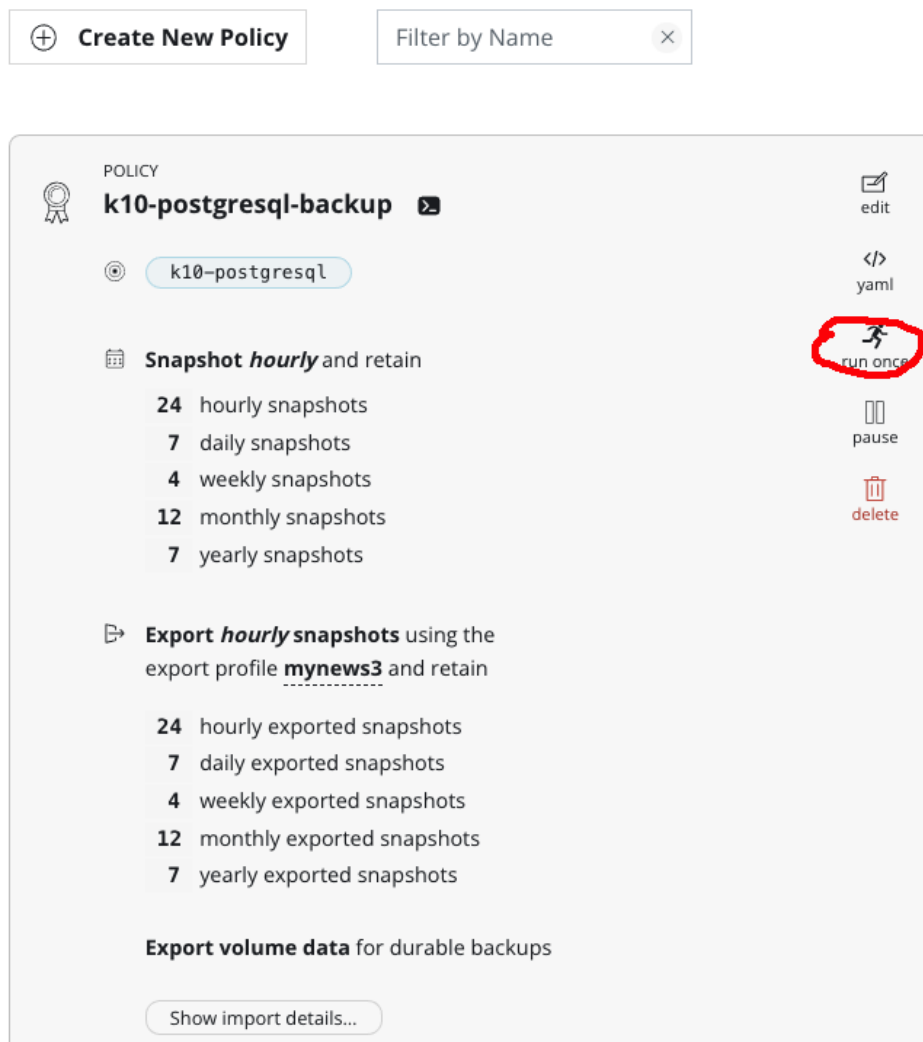 Create New Policy
Filter by Name
POLICY
k10-postgresql-backup
edit
k10-postgresql
yaml
Snapshot hourly and retain
run once
24 hourly snapshots
7 daily snapshots
pause
4 weekly snapshots
12 monthly snapshots
delete
7 yearly snapshots
Export hourly snapshots using the
export profile mynews3 and retain
24 hourly exported snapshots
7 daily exported snapshots
4 weekly exported snapshots
12 monthly exported snapshots
7 yearly exported snapshots
Export volume data for durable backups
Show import details...